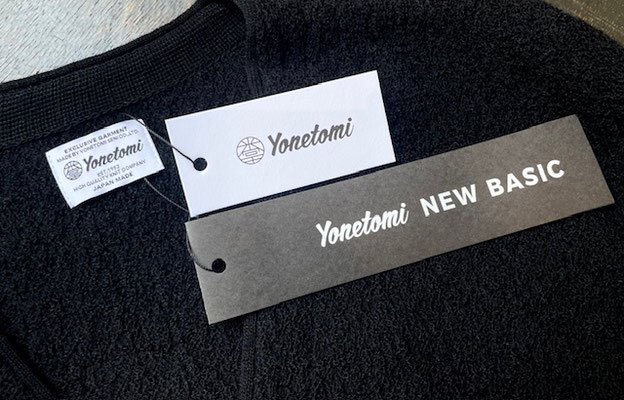 EXCLUSIVE GARMENT
MADE BY YONETOMI SENI CO.,LTD.
Yonetomi
EST. 1952
HIGH QUALITY KNIT COMPANY
JAPAN MADE
Yonetomi
Yonetomi NEW BASIC